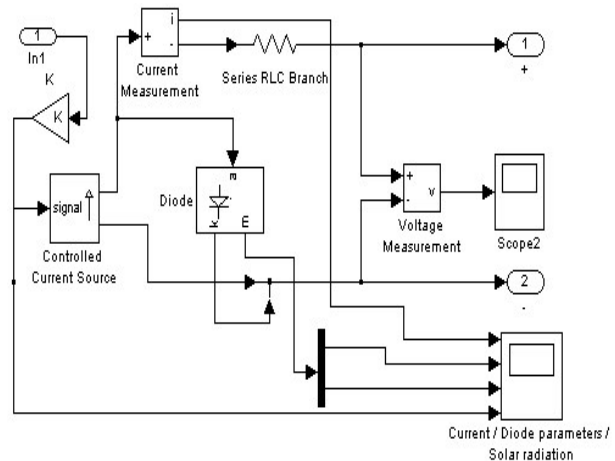 1
In1
K
K
i
+
-
Current
Measurement
Series RLC Branch
1
+
signal
Controlled
Current Source
Diode
a
k
m
+
-
v
Voltage
Measurement
Scope2
2
-
Current / Diode parameters /
Solar radiation